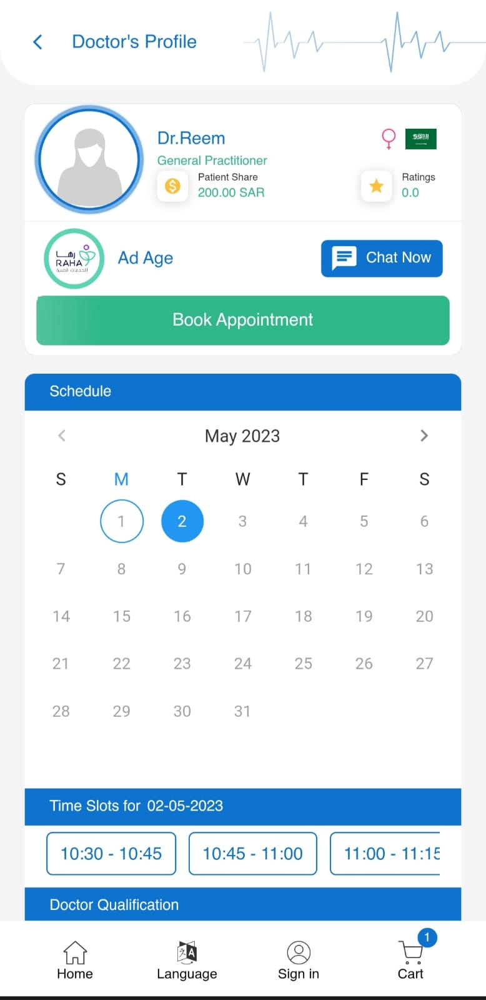 Doctor's Profile
Dr.Reem
General Practitioner
Patient Share
200.00 SAR
Ratings
0.0
رها
RAHA
للخدمات الطبية
Ad Age
Chat Now
Book Appointment
Schedule
May 2023
S M T W T F S
1 2 3 4 5 6
7 8 9 10 11 12 13
14 15 16 17 18 19 20
21 22 23 24 25 26 27
28 29 30 31
Time Slots for 02-05-2023
10:30 - 10:45 10:45 - 11:00 11:00 - 11:15
Doctor Qualification
1
Home Language Sign in Cart